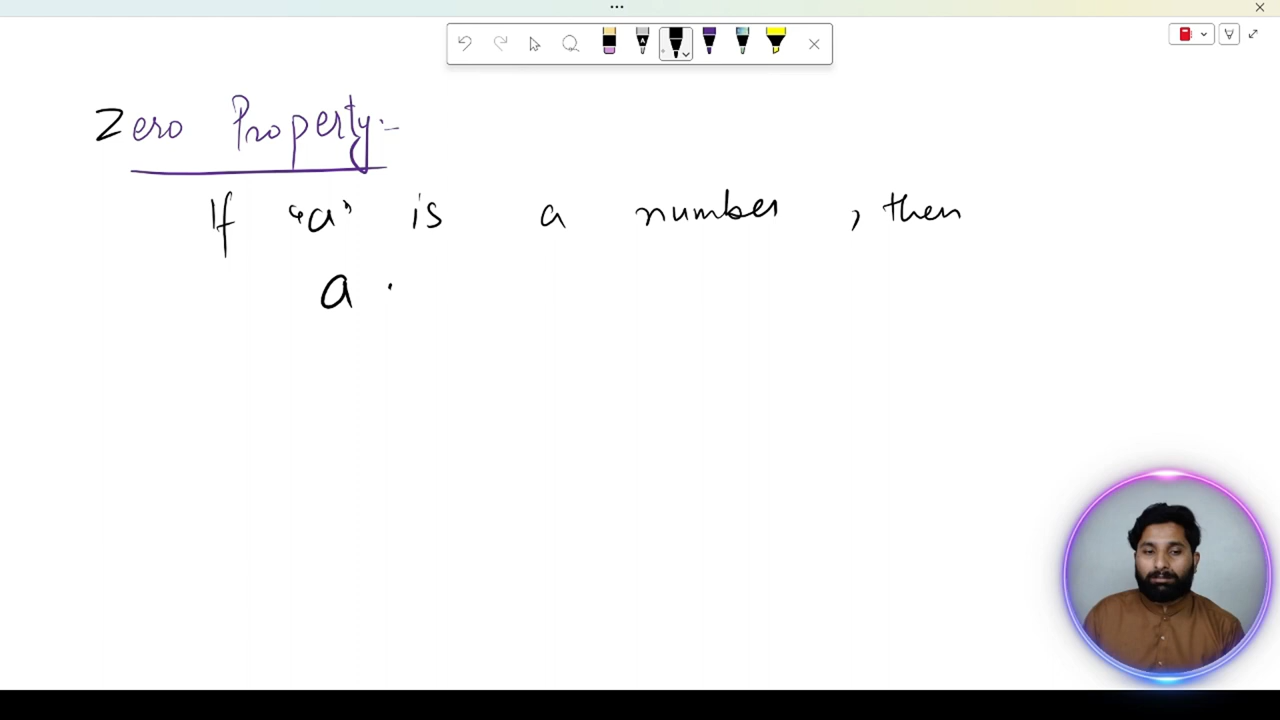 Zero Property:-
If "a" is a number, then
a ·